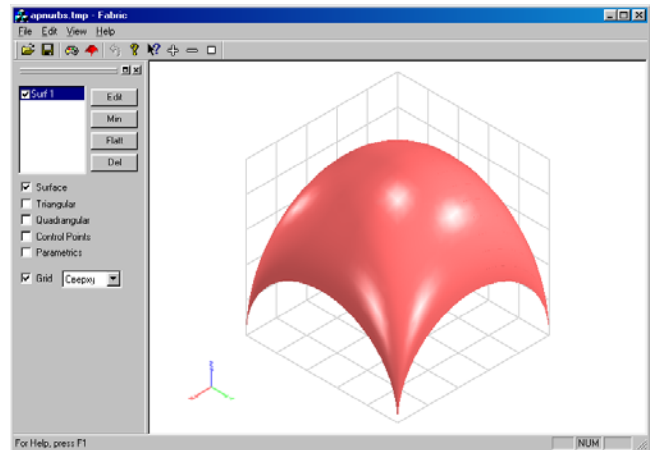 apnurbs.tmp - Fabric
File Edit View Help
Surf 1
Edit
Min
Flatt
Del
Surface
Triangular
Quadrangular
Control Points
Parametrics
Grid Сверху
For Help, press F1
NUM